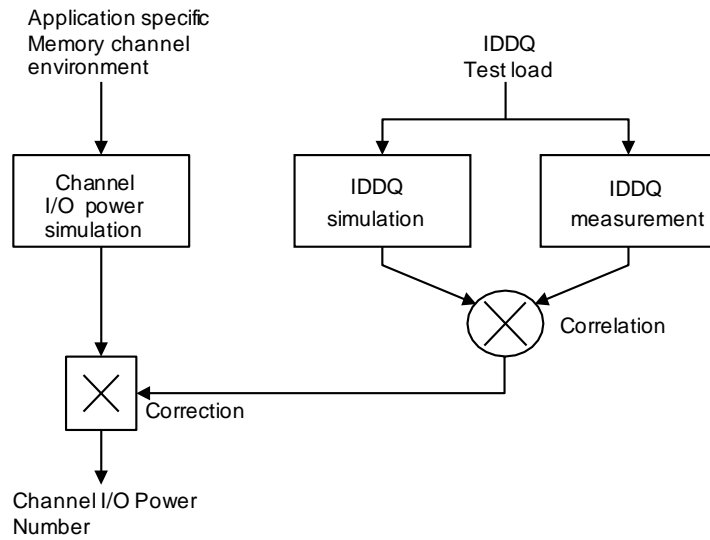 Application specific
Memory channel
environment
IDDQ
Test load
Channel
I/O power
simulation
IDDQ
simulation
IDDQ
measurement
Correlation
Correction
Channel I/O Power
Number